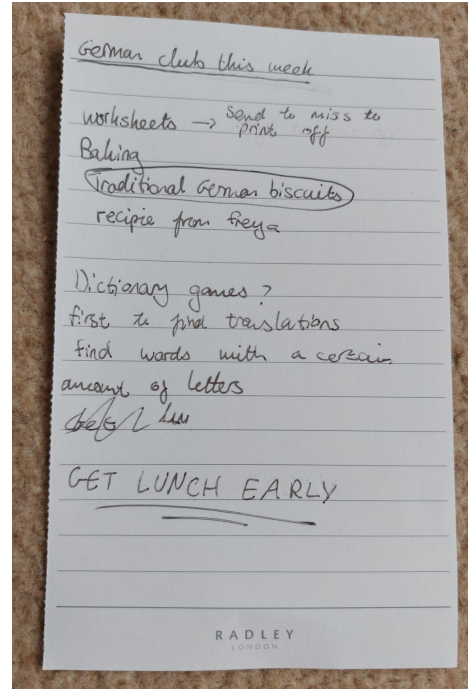 German club this week
worksheets → Send to miss to
print off
Baking
Traditional German biscuits
recipie from freya
Dictionary games?
first to find translations
find words with a certain
amount of letters
GET LUNCH EARLY
RADLEY
LONDON